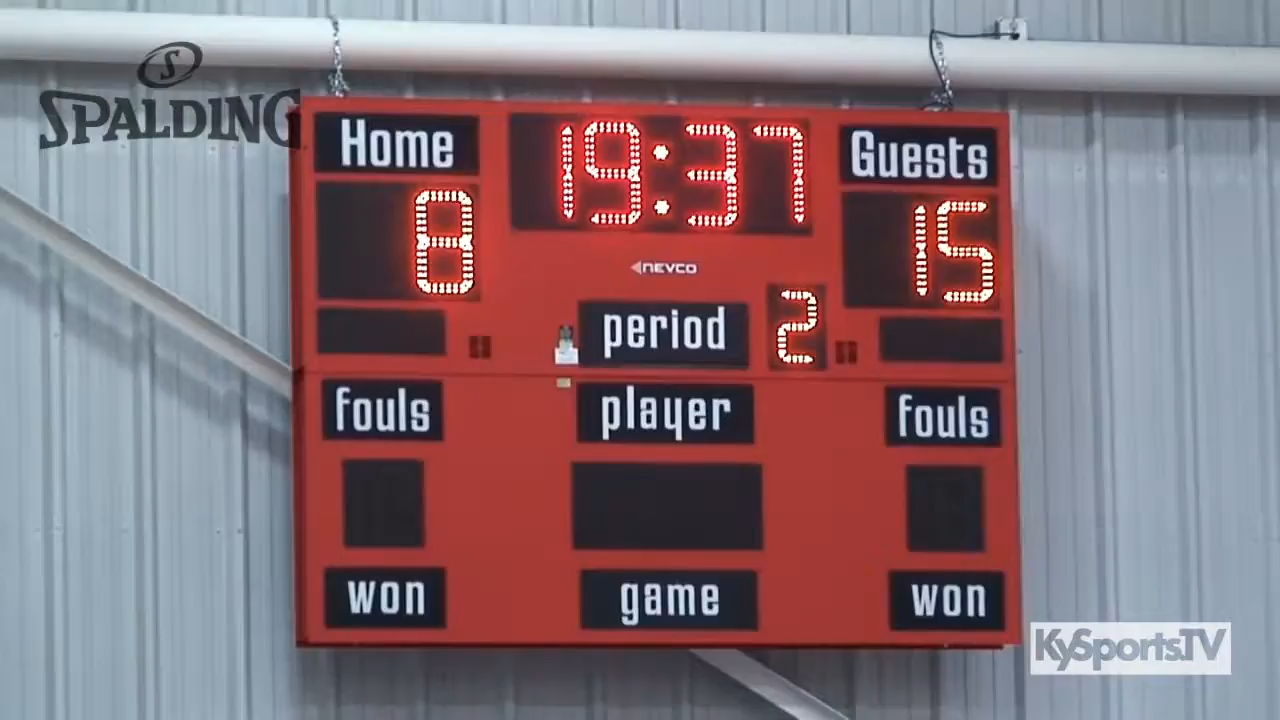 S
SPALDING
Home 19:37 Guests
8 15
NEVCO
period 2
fouls player fouls
won game won
KySportsTV